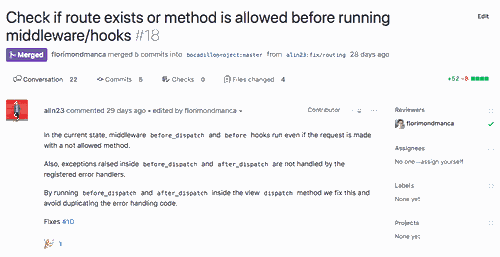 Check if route exists or method is allowed before running
middleware/hooks #18
Edit
Merged florimondmanca merged 5 commits into bocadilloproject:master from alin23:fix/routing 28 days ago
Conversation 22 Commits 5 Checks 0 Files changed 4
+52 −8
alin23 commented 29 days ago • edited by florimondmanca
Contributor
In the current state, middleware before_dispatch and before hooks run even if the request is made
with a not allowed method.
Also, exceptions raised inside before_dispatch and after_dispatch are not handled by the
registered error handlers.
By running before_dispatch and after_dispatch inside the view dispatch method we fix this and
avoid duplicating the error handling code.
Fixes #10
1
Reviewers
florimondmanca
Assignees
No one—assign yourself
Labels
None yet
Projects
None yet